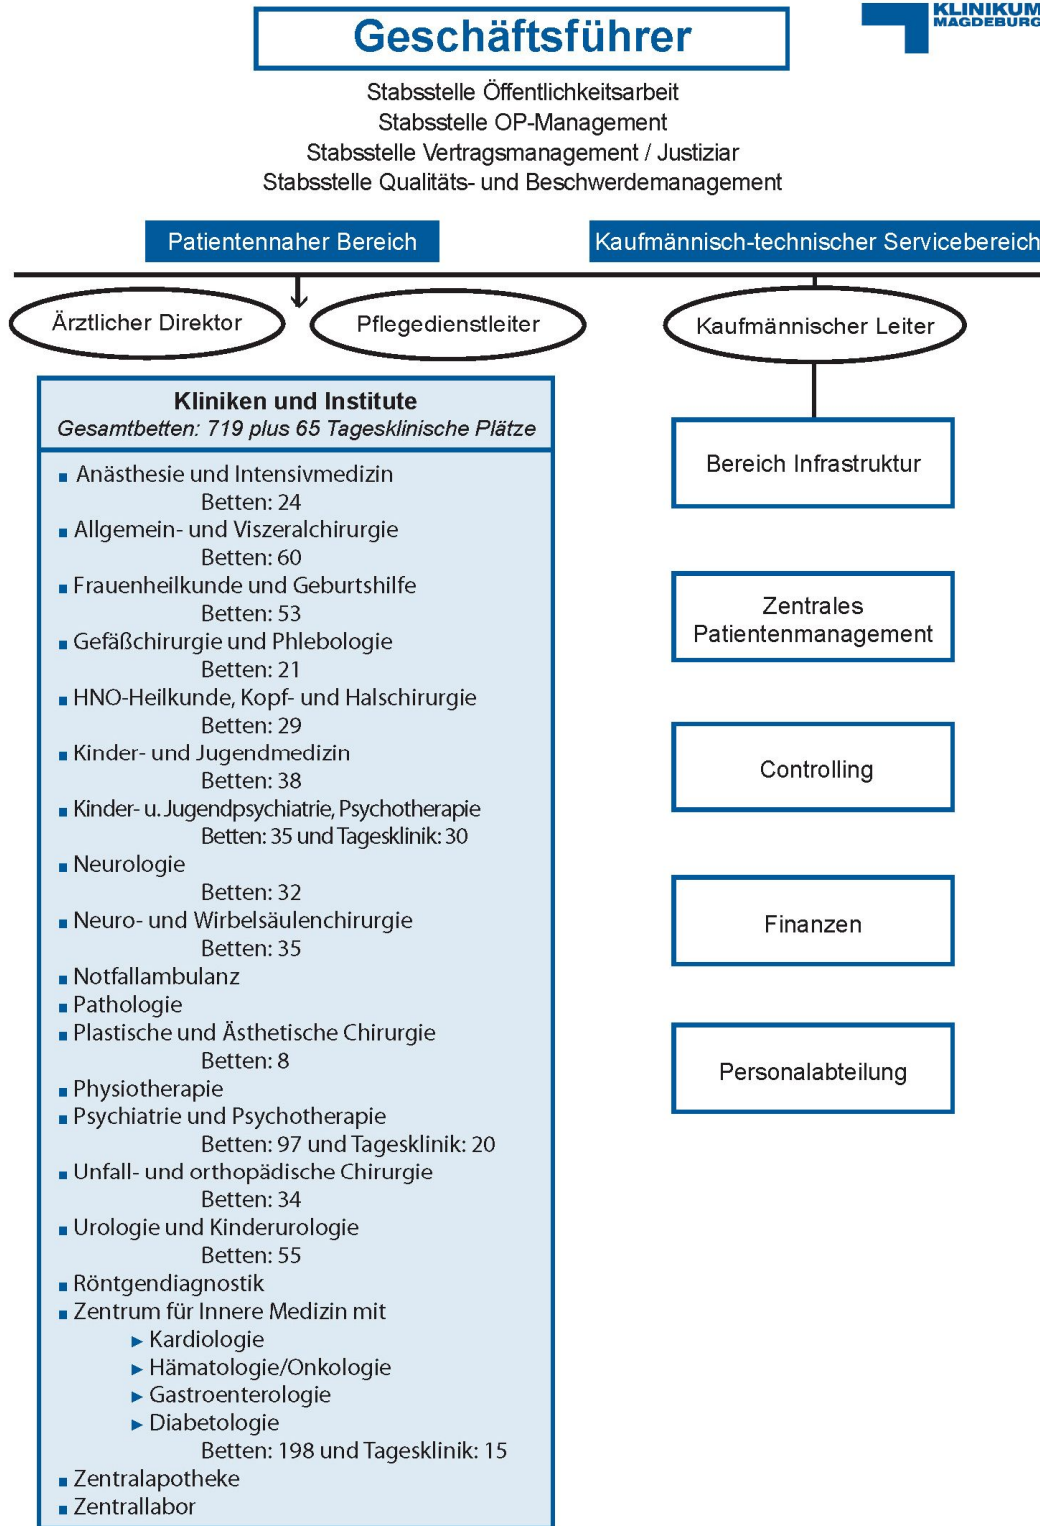 KLINIKUM
MAGDEBURG
Geschäftsführer
Stabsstelle Öffentlichkeitsarbeit
Stabsstelle OP-Management
Stabsstelle Vertragsmanagement / Justiziar
Stabsstelle Qualitäts- und Beschwerdemanagement
Patientennaher Bereich
Kaufmännisch-technischer Servicebereich
Ärztlicher Direktor
Pflegedienstleiter
Kaufmännischer Leiter
Kliniken und Institute
Gesamtbetten: 719 plus 65 Tagesklinische Plätze
Anästhesie und Intensivmedizin
Betten: 24
Allgemein- und Viszeralchirurgie
Betten: 60
Frauenheilkunde und Geburtshilfe
Betten: 53
Gefäßchirurgie und Phlebologie
Betten: 21
HNO-Heilkunde, Kopf- und Halschirurgie
Betten: 29
Kinder- und Jugendmedizin
Betten: 38
Kinder- u. Jugendpsychiatrie, Psychotherapie
Betten: 35 und Tagesklinik: 30
Neurologie
Betten: 32
Neuro- und Wirbelsäulenchirurgie
Betten: 35
Notfallambulanz
Pathologie
Plastische und Ästhetische Chirurgie
Betten: 8
Physiotherapie
Psychiatrie und Psychotherapie
Betten: 97 und Tagesklinik: 20
Unfall- und orthopädische Chirurgie
Betten: 34
Urologie und Kinderurologie
Betten: 55
Röntgendiagnostik
Zentrum für Innere Medizin mit
Kardiologie
Hämatologie/Onkologie
Gastroenterologie
Diabetologie
Betten: 198 und Tagesklinik: 15
Zentralapotheke
Zentrallabor
Bereich Infrastruktur
Zentrales
Patientenmanagement
Controlling
Finanzen
Personalabteilung